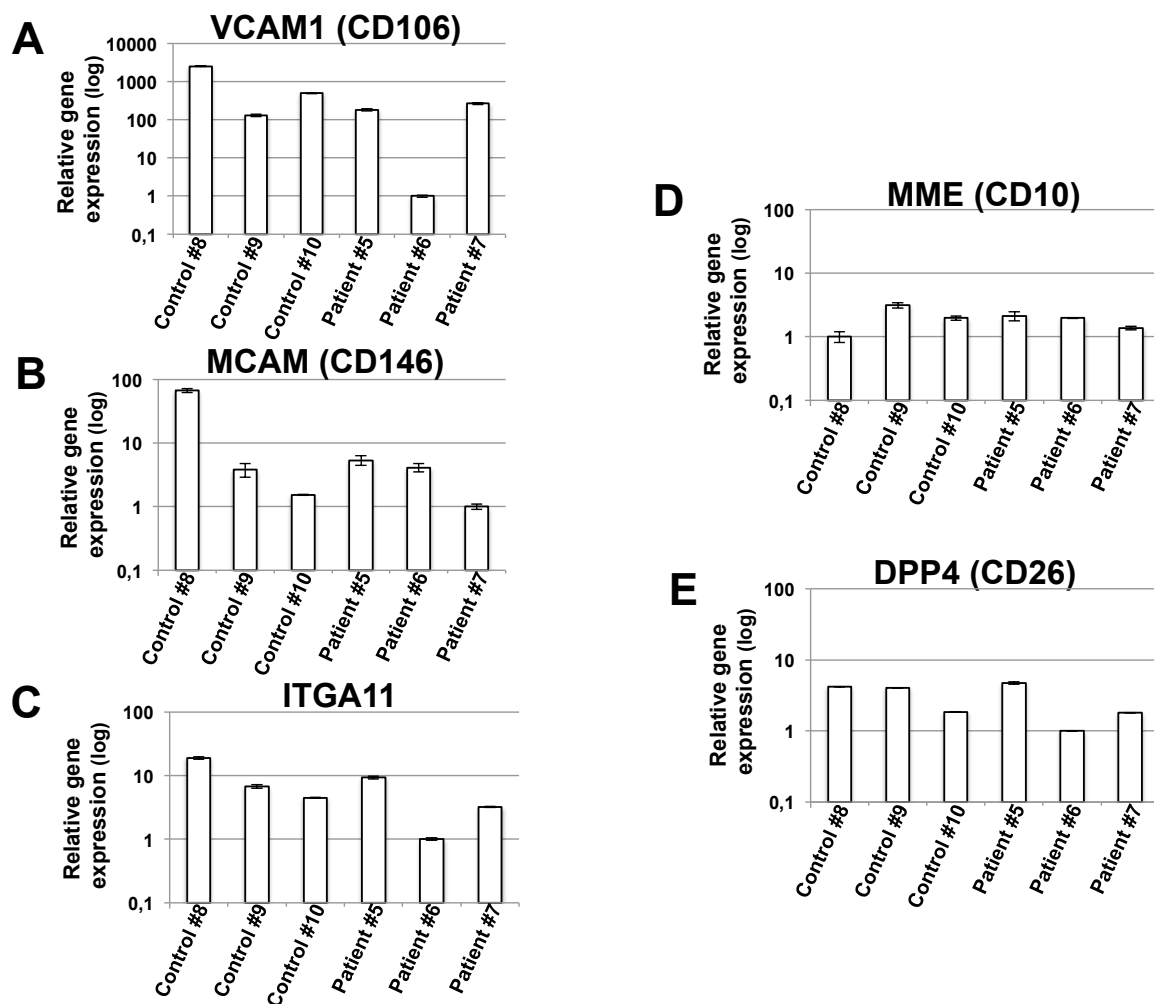 A
VCAM1 (CD106)
Relative gene
expression (log)
10000
1000
100
10
1
0,1
Control #8
Control #9
Control #10
Patient #5
Patient #6
Patient #7
B
MCAM (CD146)
Relative gene
expression (log)
100
10
1
0,1
Control #8
Control #9
Control #10
Patient #5
Patient #6
Patient #7
C
ITGA11
Relative gene
expression (log)
100
10
1
0,1
Control #8
Control #9
Control #10
Patient #5
Patient #6
Patient #7
D
MME (CD10)
Relative gene
expression (log)
100
10
1
0,1
Control #8
Control #9
Control #10
Patient #5
Patient #6
Patient #7
E
DPP4 (CD26)
Relative gene
expression (log)
100
10
1
0,1
Control #8
Control #9
Control #10
Patient #5
Patient #6
Patient #7